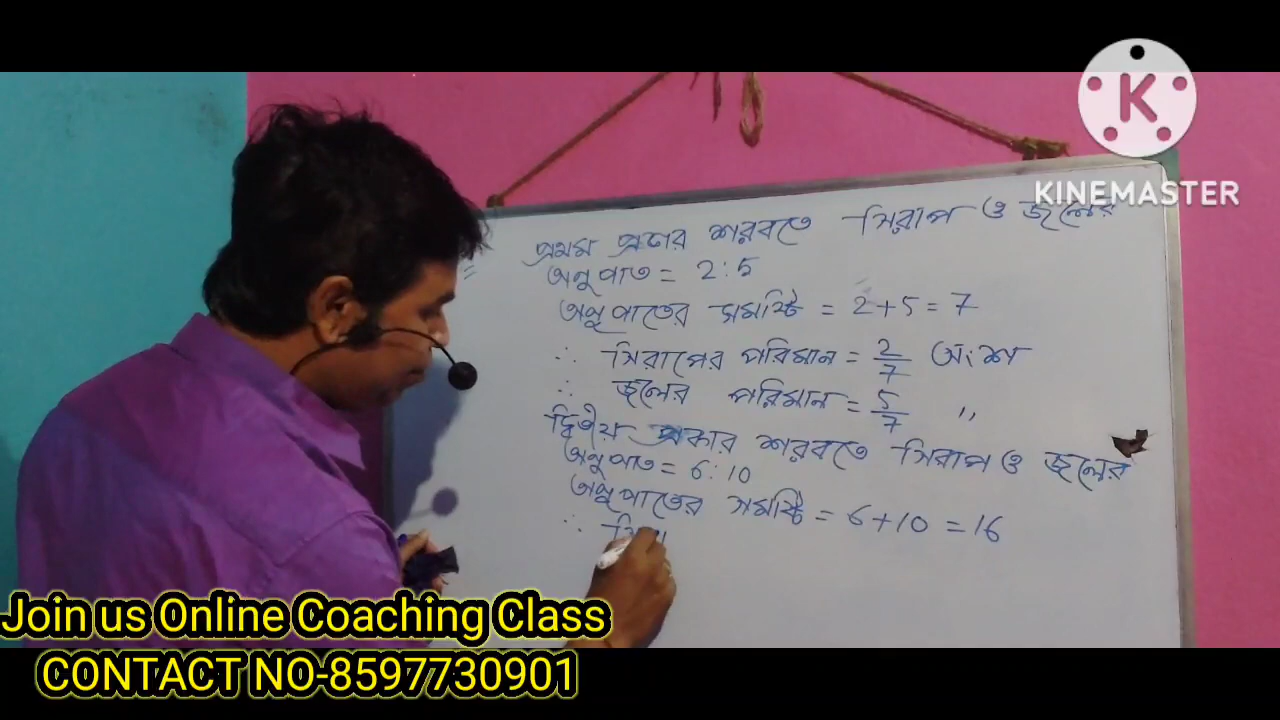 KINEMASTER
প্রথম প্রকার শরবতে সিরাপ ও জলের
= অনুপাত = 2:5
অনুপাতের সমষ্টি = 2+5=7
∴ সিরাপের পরিমান = 2/7 অংশ
∴ জলের পরিমান = 5/7 ,,
দ্বিতীয় প্রকার শরবতে সিরাপ ও জলের
অনুপাত = 6:10
অনুপাতের সমষ্টি = 6+10 =16
∴ সিরা
Join us Online Coaching Class
CONTACT NO-8597730901